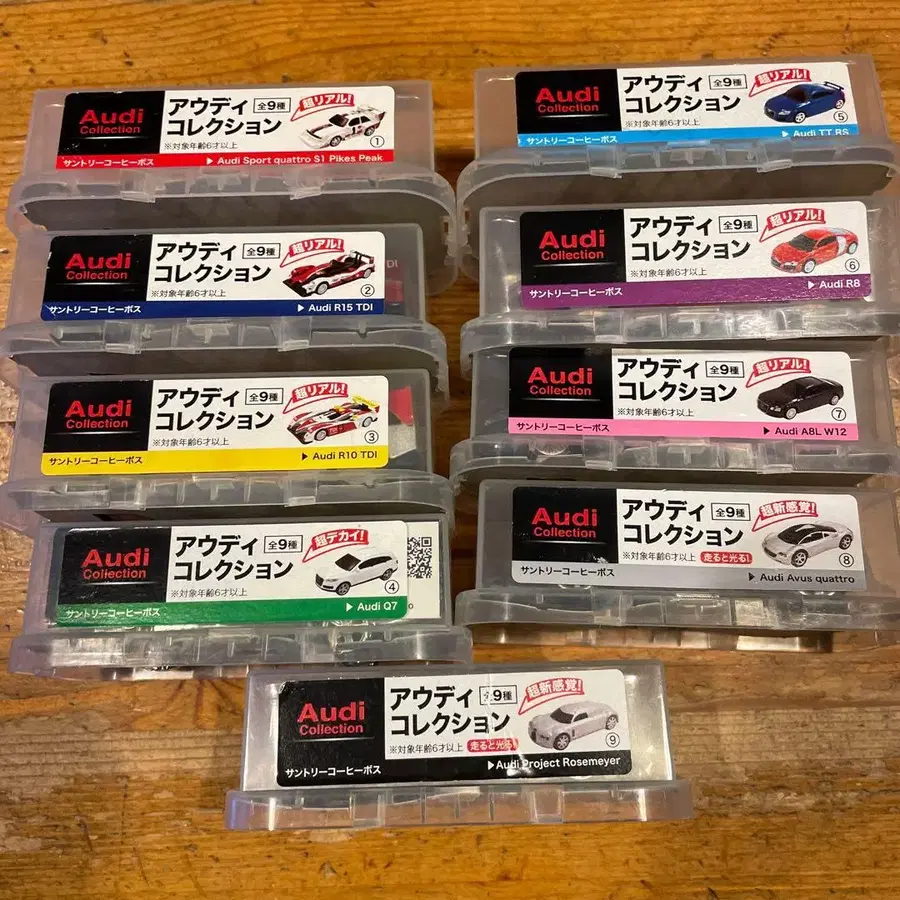 Audi
Collection
アウディ
コレクション
全9種
超リアル!
※対象年齢6才以上
①
サントリーコーヒーボス
▶ Audi Sport quattro S1 Pikes Peak
Audi
Collection
アウディ
コレクション
全9種
超リアル!
※対象年齢6才以上
②
サントリーコーヒーボス
▶ Audi R15 TDI
TDI
Audi
Collection
アウディ
コレクション
全9種
超リアル!
※対象年齢6才以上
③
サントリーコーヒーボス
▶ Audi R10 TDI
Audi
Collection
アウディ
コレクション
全9種
超デカイ!
※対象年齢6才以上
④
サントリーコーヒーボス
▶ Audi Q7
Audi
Collection
アウディ
コレクション
全9種
超リアル!
※対象年齢6才以上
⑤
サントリーコーヒーボス
▶ Audi TT RS
Audi
Collection
アウディ
コレクション
全9種
超リアル!
※対象年齢6才以上
⑥
サントリーコーヒーボス
▶ Audi R8
Audi
Collection
アウディ
コレクション
全9種
超リアル!
※対象年齢6才以上
⑦
サントリーコーヒーボス
▶ Audi A8L W12
Audi
Collection
アウディ
コレクション
全9種
超新感覚!
※対象年齢6才以上
走ると光る!
⑧
サントリーコーヒーボス
▶ Audi Avus quattro
Audi
Collection
アウディ
コレクション
全9種
超新感覚!
※対象年齢6才以上
走ると光る!
⑨
サントリーコーヒーボス
▶Audi Project Rosemeyer